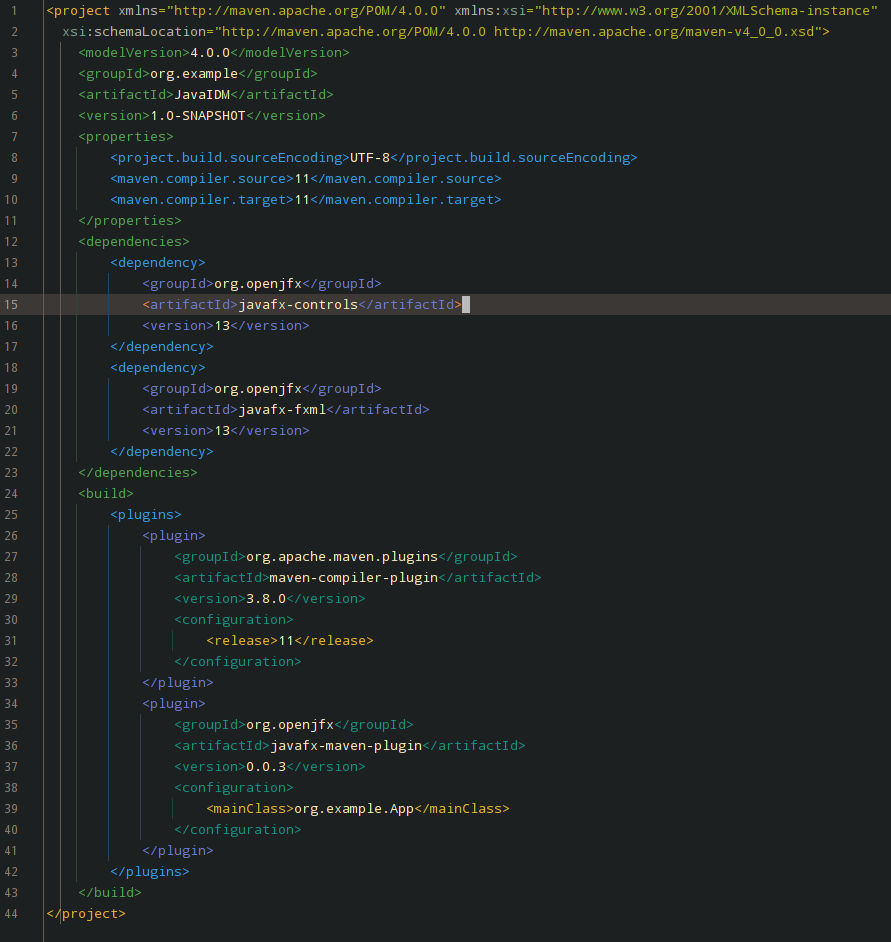 1 <project xmlns="http://maven.apache.org/POM/4.0.0" xmlns:xsi="http://www.w3.org/2001/XMLSchema-instance"
2 xsi:schemaLocation="http://maven.apache.org/POM/4.0.0 http://maven.apache.org/maven-v4_0_0.xsd">
3 <modelVersion>4.0.0</modelVersion>
4 <groupId>org.example</groupId>
5 <artifactId>JavaIDM</artifactId>
6 <version>1.0-SNAPSHOT</version>
7 <properties>
8 <project.build.sourceEncoding>UTF-8</project.build.sourceEncoding>
9 <maven.compiler.source>11</maven.compiler.source>
10 <maven.compiler.target>11</maven.compiler.target>
11 </properties>
12 <dependencies>
13 <dependency>
14 <groupId>org.openjfx</groupId>
15 <artifactId>javafx-controls</artifactId>
16 <version>13</version>
17 </dependency>
18 <dependency>
19 <groupId>org.openjfx</groupId>
20 <artifactId>javafx-fxml</artifactId>
21 <version>13</version>
22 </dependency>
23 </dependencies>
24 <build>
25 <plugins>
26 <plugin>
27 <groupId>org.apache.maven.plugins</groupId>
28 <artifactId>maven-compiler-plugin</artifactId>
29 <version>3.8.0</version>
30 <configuration>
31 <release>11</release>
32 </configuration>
33 </plugin>
34 <plugin>
35 <groupId>org.openjfx</groupId>
36 <artifactId>javafx-maven-plugin</artifactId>
37 <version>0.0.3</version>
38 <configuration>
39 <mainClass>org.example.App</mainClass>
40 </configuration>
41 </plugin>
42 </plugins>
43 </build>
44 </project>